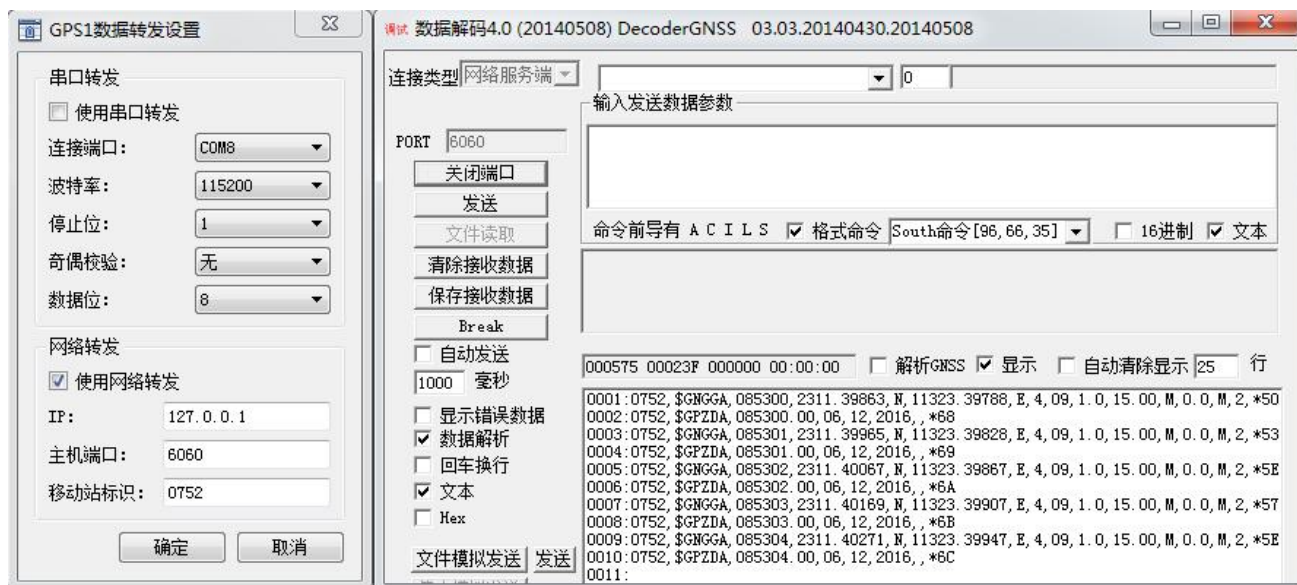 GPS1数据转发设置
串口转发
使用串口转发
连接端口:
COM8
波特率:
115200
停止位:
1
奇偶校验:
无
数据位:
8
网络转发
使用网络转发
IP:
127.0.0.1
主机端口:
6060
移动站标识:
0752
确定
取消
调试 数据解码4.0 (20140508) DecoderGNSS 03.03.20140430.20140508
连接类型
网络服务端
0
PORT
6060
关闭端口
发送
文件读取
清除接收数据
保存接收数据
Break
自动发送
1000 毫秒
显示错误数据
数据解析
回车换行
文本
Hex
文件模拟发送
发送
输入发送数据参数
命令前导有 A C I L S
格式命令
South命令[96,66,35]
16进制
文本
000575 00023F 000000 00:00:00
解析GNSS
显示
自动清除显示
25
行
0001:0752,$GNGGA,085300,2311.39863,N,11323.39788,E,4,09,1.0,15.00,M,0.0,M,2,*50
0002:0752,$GPZDA,085300.00,06,12,2016,,*68
0003:0752,$GNGGA,085301,2311.39965,N,11323.39828,E,4,09,1.0,15.00,M,0.0,M,2,*53
0004:0752,$GPZDA,085301.00,06,12,2016,,*69
0005:0752,$GNGGA,085302,2311.40067,N,11323.39867,E,4,09,1.0,15.00,M,0.0,M,2,*5E
0006:0752,$GPZDA,085302.00,06,12,2016,,*6A
0007:0752,$GNGGA,085303,2311.40169,N,11323.39907,E,4,09,1.0,15.00,M,0.0,M,2,*57
0008:0752,$GPZDA,085303.00,06,12,2016,,*6B
0009:0752,$GNGGA,085304,2311.40271,N,11323.39947,E,4,09,1.0,15.00,M,0.0,M,2,*5E
0010:0752,$GPZDA,085304.00,06,12,2016,,*6C
0011: